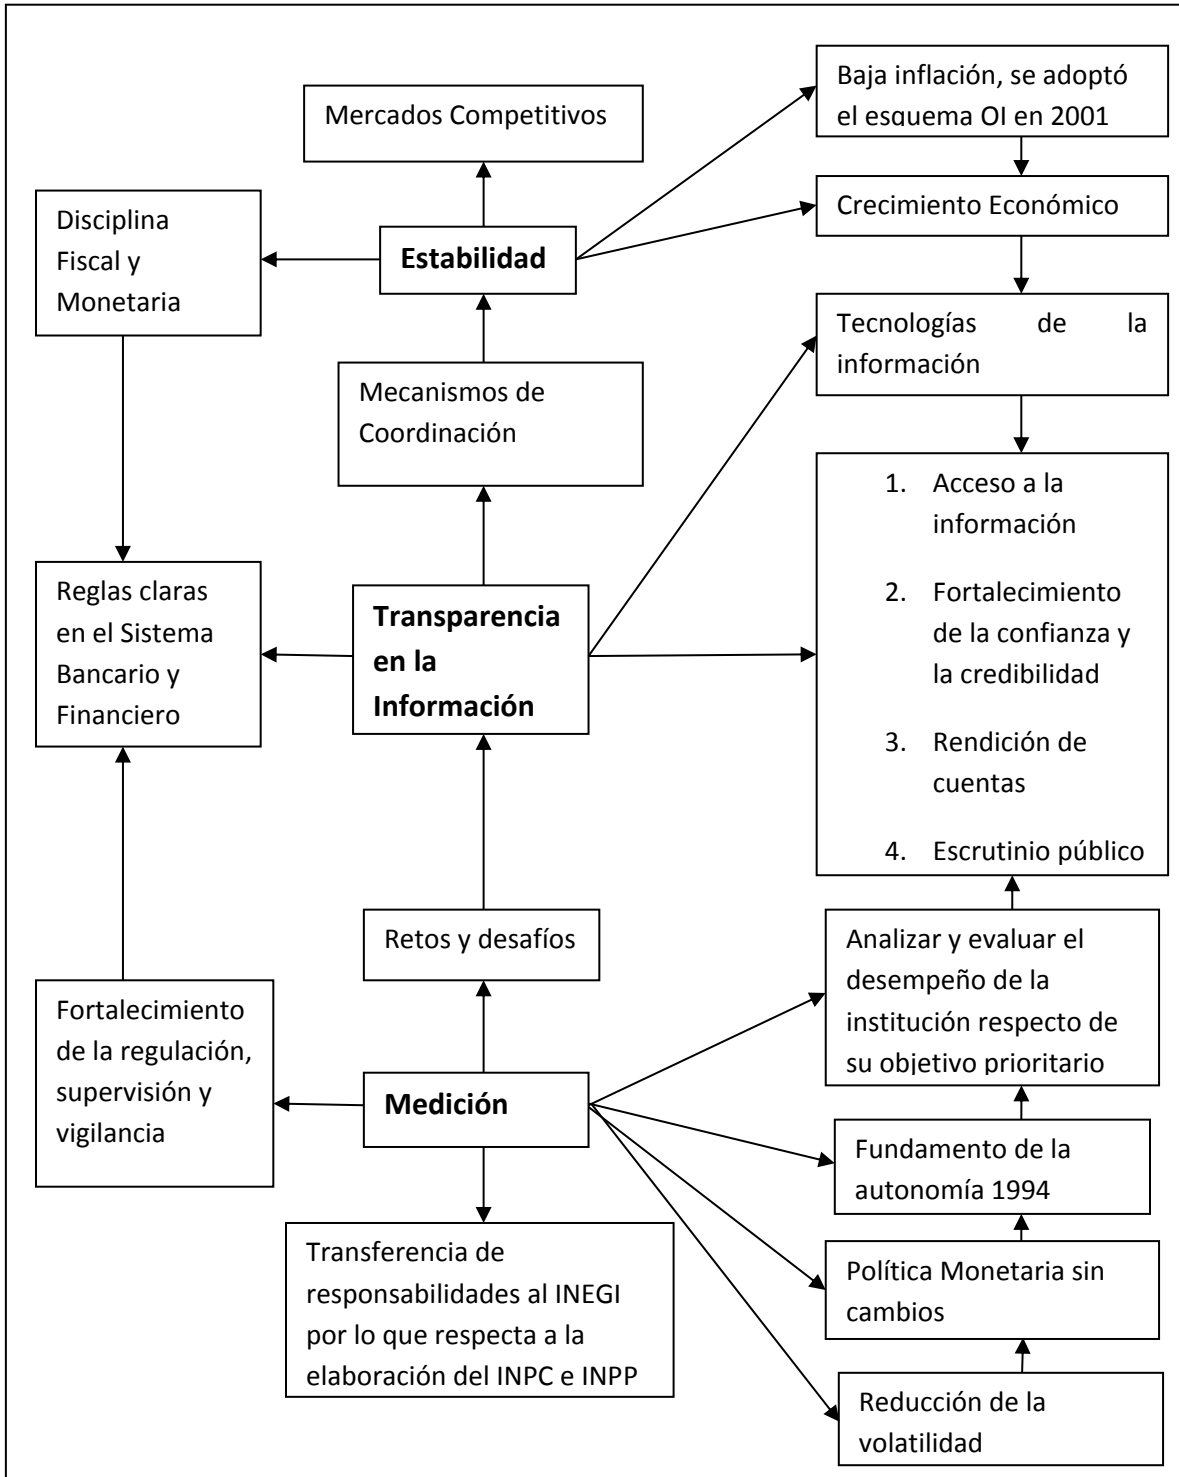 Baja inflación, se adoptó
el esquema OI en 2001
Mercados Competitivos
Crecimiento Económico
Disciplina
Fiscal y
Monetaria
Estabilidad
Tecnologías de la
información
Mecanismos de
Coordinación
1. Acceso a la
información
2. Fortalecimiento
de la confianza y
la credibilidad
3. Rendición de
cuentas
4. Escrutinio público
Reglas claras
en el Sistema
Bancario y
Financiero
Transparencia
en la
Información
Retos y desafíos
Analizar y evaluar el
desempeño de la
institución respecto de
su objetivo prioritario
Fortalecimiento
de la regulación,
supervisión y
vigilancia
Medición
Fundamento de la
autonomía 1994
Transferencia de
responsabilidades al INEGI
por lo que respecta a la
elaboración del INPC e INPP
Política Monetaria sin
cambios
Reducción de la
volatilidad